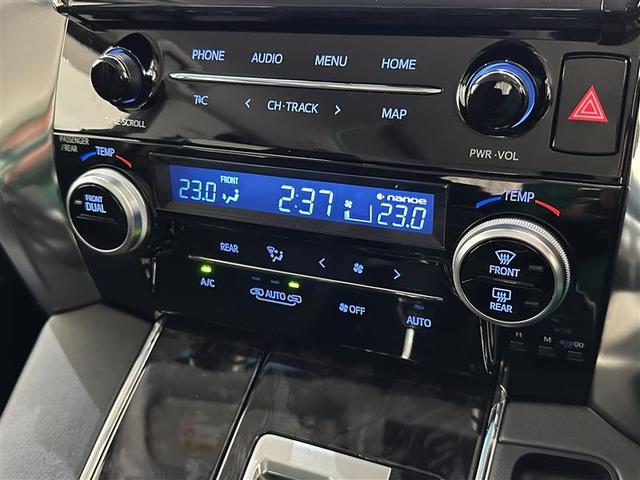 PHONE AUDIO MENU HOME
TUNE·SCROLL
CH·TRACK
MAP
PWR·VOL
PASSENGER
/REAR
TEMP
FRONT
DUAL
23.0 FRONT 2:37 nanoe 23.0
TEMP
REAR
FRONT
REAR
A/C AUTO OFF AUTO
H M :00